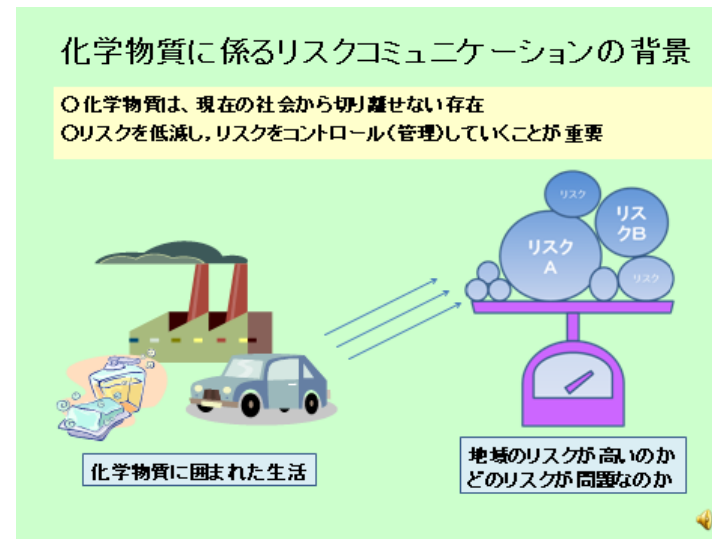 化学物質に係るリスクコミュニケーションの背景
○化学物質は、現在の社会から切り離せない存在
○リスクを低減し，リスクをコントロール（管理）していくことが重要
リスク
リス
クB
リスク
A
リスク
化学物質に囲まれた生活
地域のリスクが高いのか
どのリスクが問題なのか